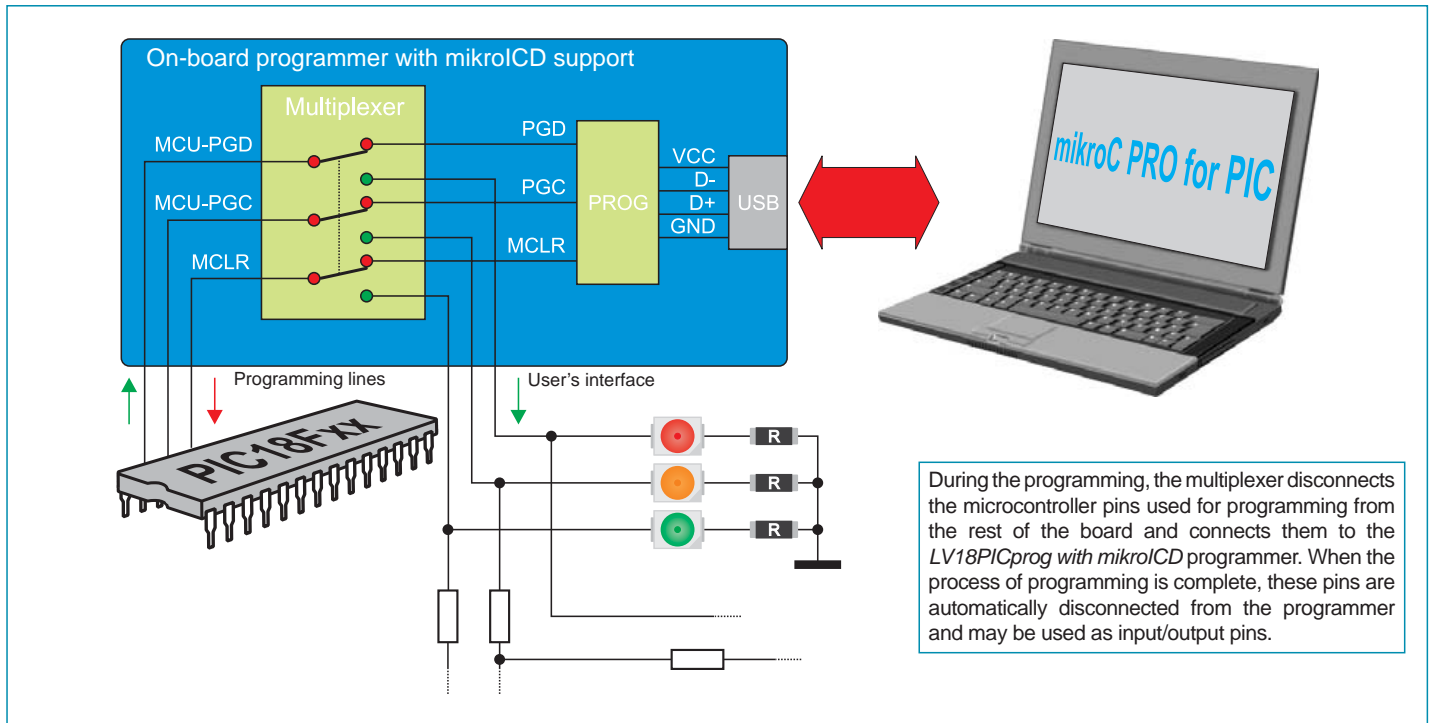 On-board programmer with mikroICD support
Multiplexer
MCU-PGD
MCU-PGC
MCLR
PGD
PGC
MCLR
PROG
VCC
D-
D+
GND
USB
mikroC PRO for PIC
Programming lines
User's interface
PIC18Fxx
R
R
R
During the programming, the multiplexer disconnects
the microcontroller pins used for programming from
the rest of the board and connects them to the
LV18PICprog with mikroICD programmer. When the
process of programming is complete, these pins are
automatically disconnected from the programmer
and may be used as input/output pins.